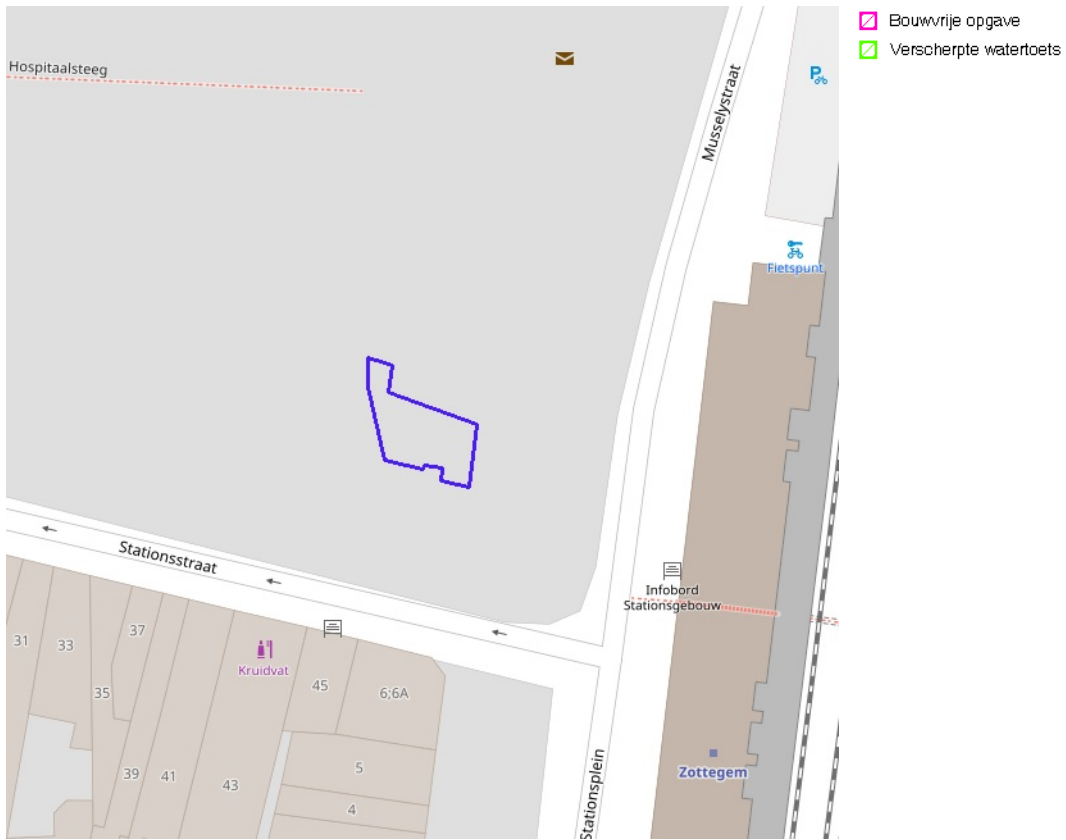 Bouwvrije opgave
Verscherpte watertoets
Hospitaalsteeg
Musselystraat
P
Fietspunt
Stationsstraat
Infobord
Stationsgebouw
Kruidvat
31
33
35
37
39
41
43
45
6;6A
5
4
Zottegem
Stationsplein